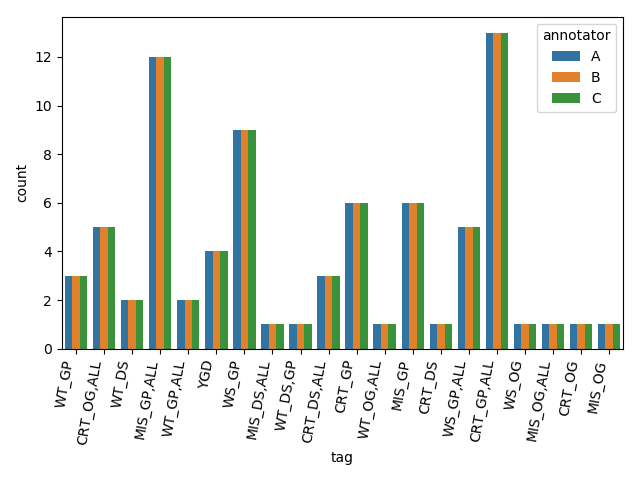 annotator
A
B
C
count
12
10
8
6
4
2
0
WT_GP
CRT_OG,ALL
WT_DS
MIS_GP,ALL
WT_GP,ALL
YGD
WS_GP
MIS_DS,ALL
WT_DS,GP
CRT_DS,ALL
CRT_GP
WT_OG,ALL
MIS_GP
CRT_DS
WS_GP,ALL
CRT_GP,ALL
WS_OG
MIS_OG,ALL
CRT_OG
MIS_OG
tag